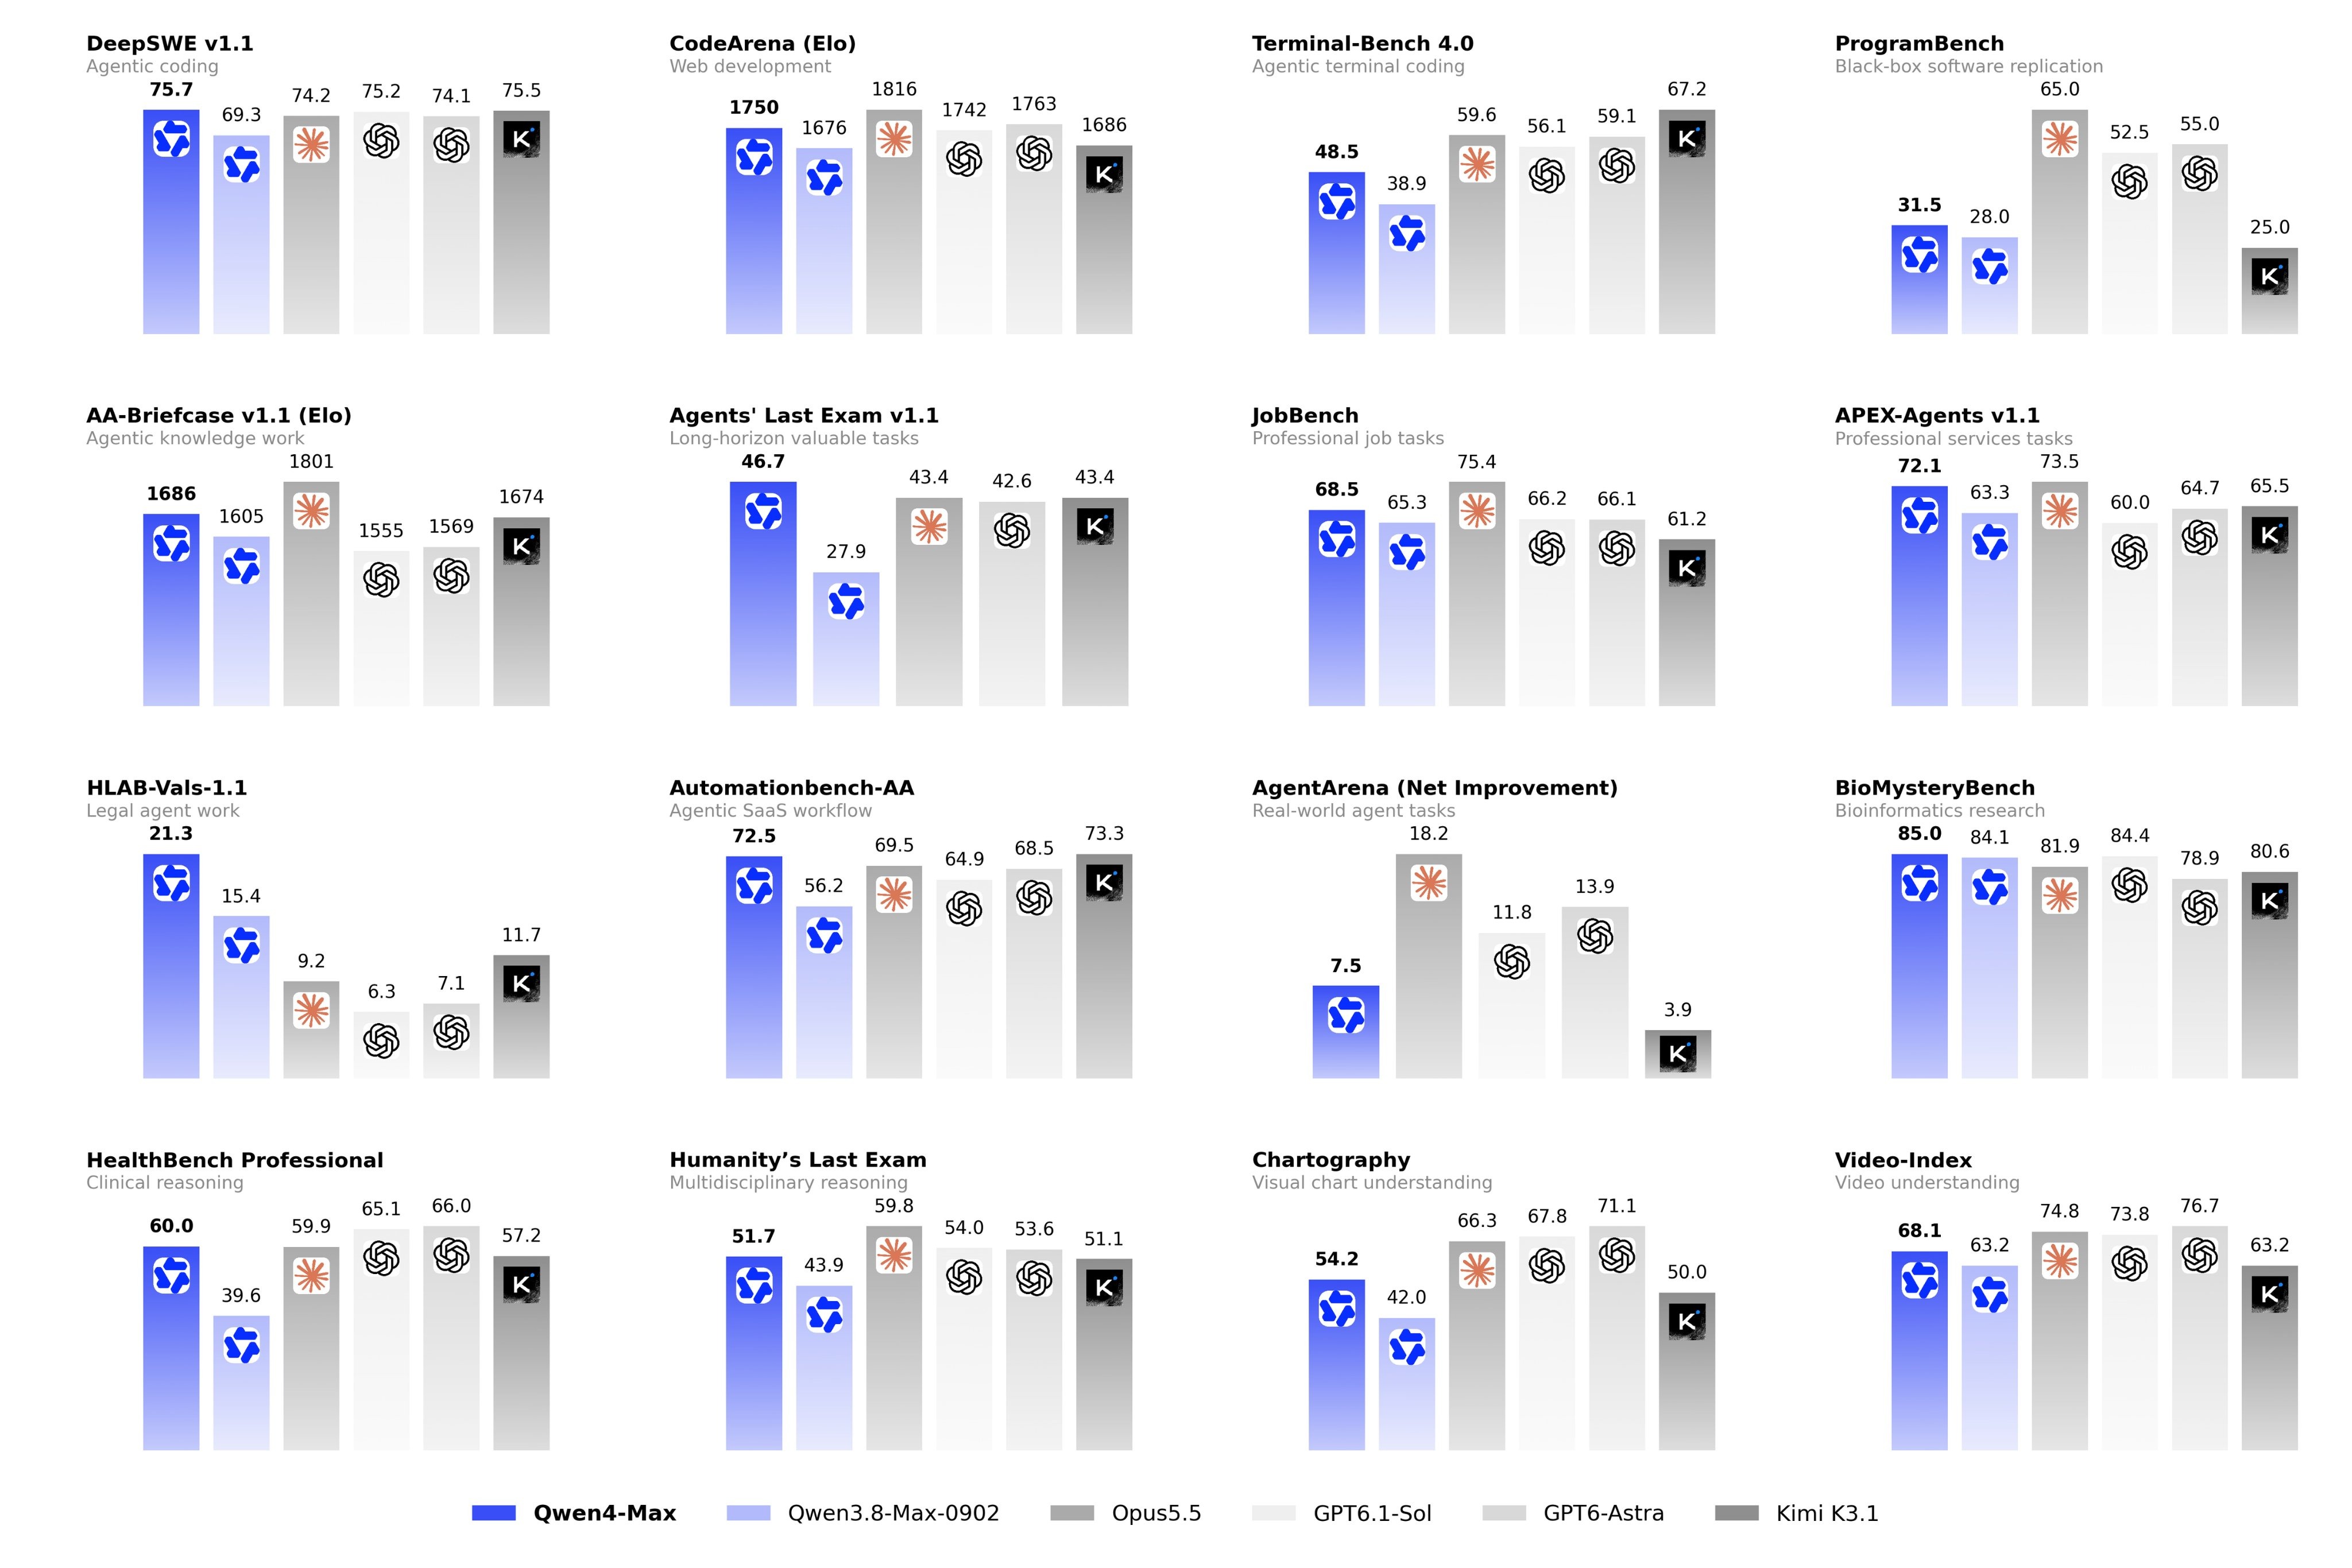 DeepSWE v1.1
Agentic coding
75.7
69.3
74.2
75.2
74.1
75.5
CodeArena (Elo)
Web development
1750
1676
1816
1742
1763
1686
Terminal-Bench 4.0
Agentic terminal coding
48.5
38.9
59.6
56.1
59.1
67.2
ProgramBench
Black-box software replication
31.5
28.0
65.0
52.5
55.0
25.0
AA-Briefcase v1.1 (Elo)
Agentic knowledge work
1686
1605
1801
1555
1569
1674
Agents' Last Exam v1.1
Long-horizon valuable tasks
46.7
27.9
43.4
42.6
43.4
JobBench
Professional job tasks
68.5
65.3
75.4
66.2
66.1
61.2
APEX-Agents v1.1
Professional services tasks
72.1
63.3
73.5
60.0
64.7
65.5
HLAB-Vals-1.1
Legal agent work
21.3
15.4
9.2
6.3
7.1
11.7
Automationbench-AA
Agentic SaaS workflow
72.5
56.2
69.5
64.9
68.5
73.3
AgentArena (Net Improvement)
Real-world agent tasks
7.5
18.2
11.8
13.9
3.9
BioMysteryBench
Bioinformatics research
85.0
84.1
81.9
84.4
78.9
80.6
HealthBench Professional
Clinical reasoning
60.0
39.6
59.9
65.1
66.0
57.2
Humanity’s Last Exam
Multidisciplinary reasoning
51.7
43.9
59.8
54.0
53.6
51.1
Chartography
Visual chart understanding
54.2
42.0
66.3
67.8
71.1
50.0
Video-Index
Video understanding
68.1
63.2
74.8
73.8
76.7
63.2
Qwen4-Max
Qwen3.8-Max-0902
Opus5.5
GPT6.1-Sol
GPT6-Astra
Kimi K3.1